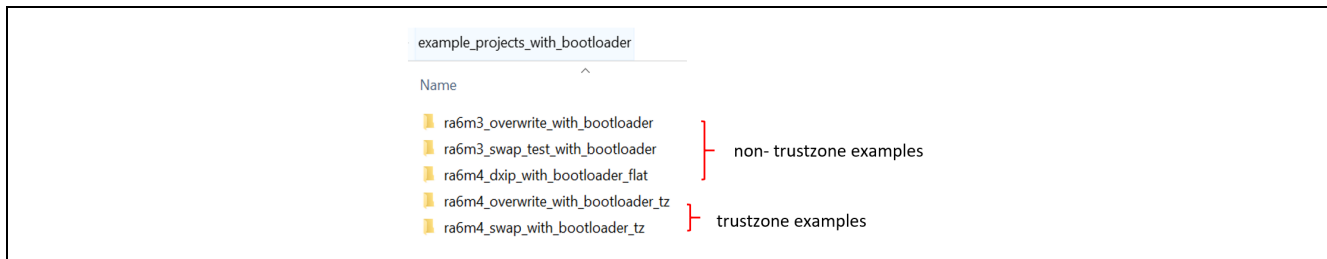 example_projects_with_bootloader
Name
ra6m3_overwrite_with_bootloader
ra6m3_swap_test_with_bootloader
ra6m4_dxip_with_bootloader_flat
ra6m4_overwrite_with_bootloader_tz
ra6m4_swap_with_bootloader_tz
non- trustzone examples
trustzone examples